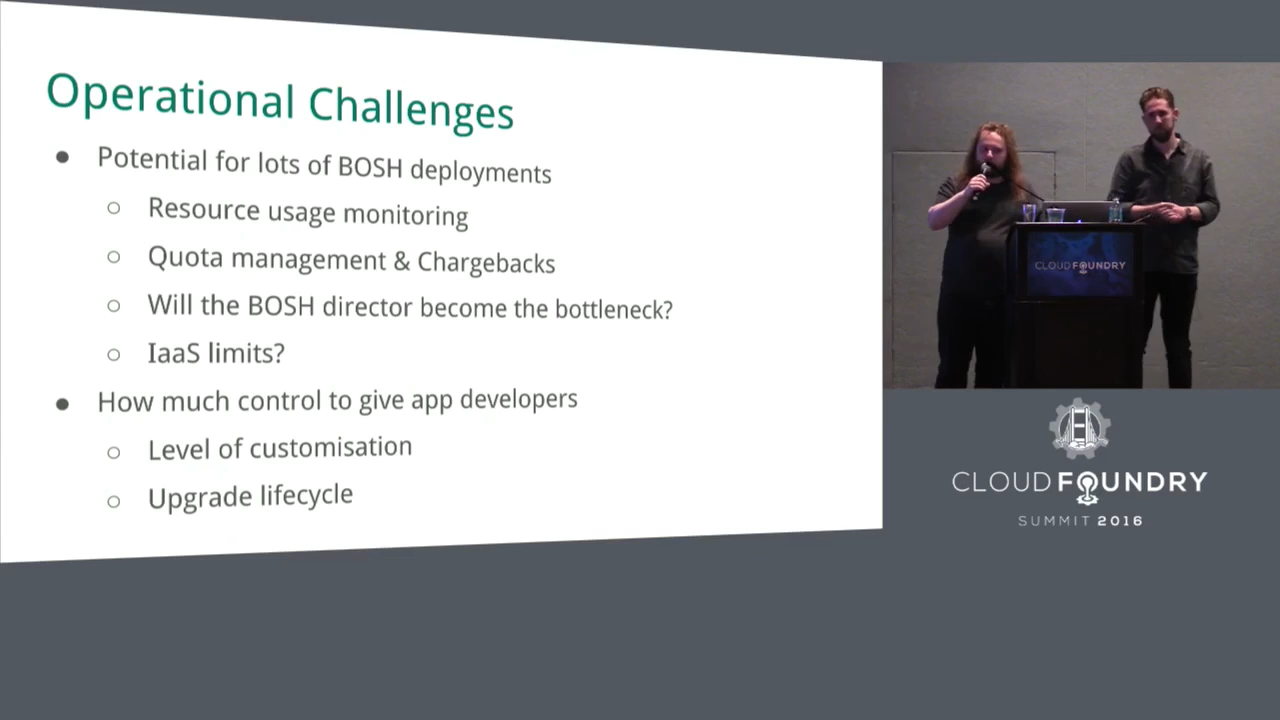 Operational Challenges
● Potential for lots of BOSH deployments
○ Resource usage monitoring
○ Quota management & Chargebacks
○ Will the BOSH director become the bottleneck?
○ IaaS limits?
● How much control to give app developers
○ Level of customisation
○ Upgrade lifecycle
CLOUD FOUNDRY
CLOUD FOUNDRY
SUMMIT 2016